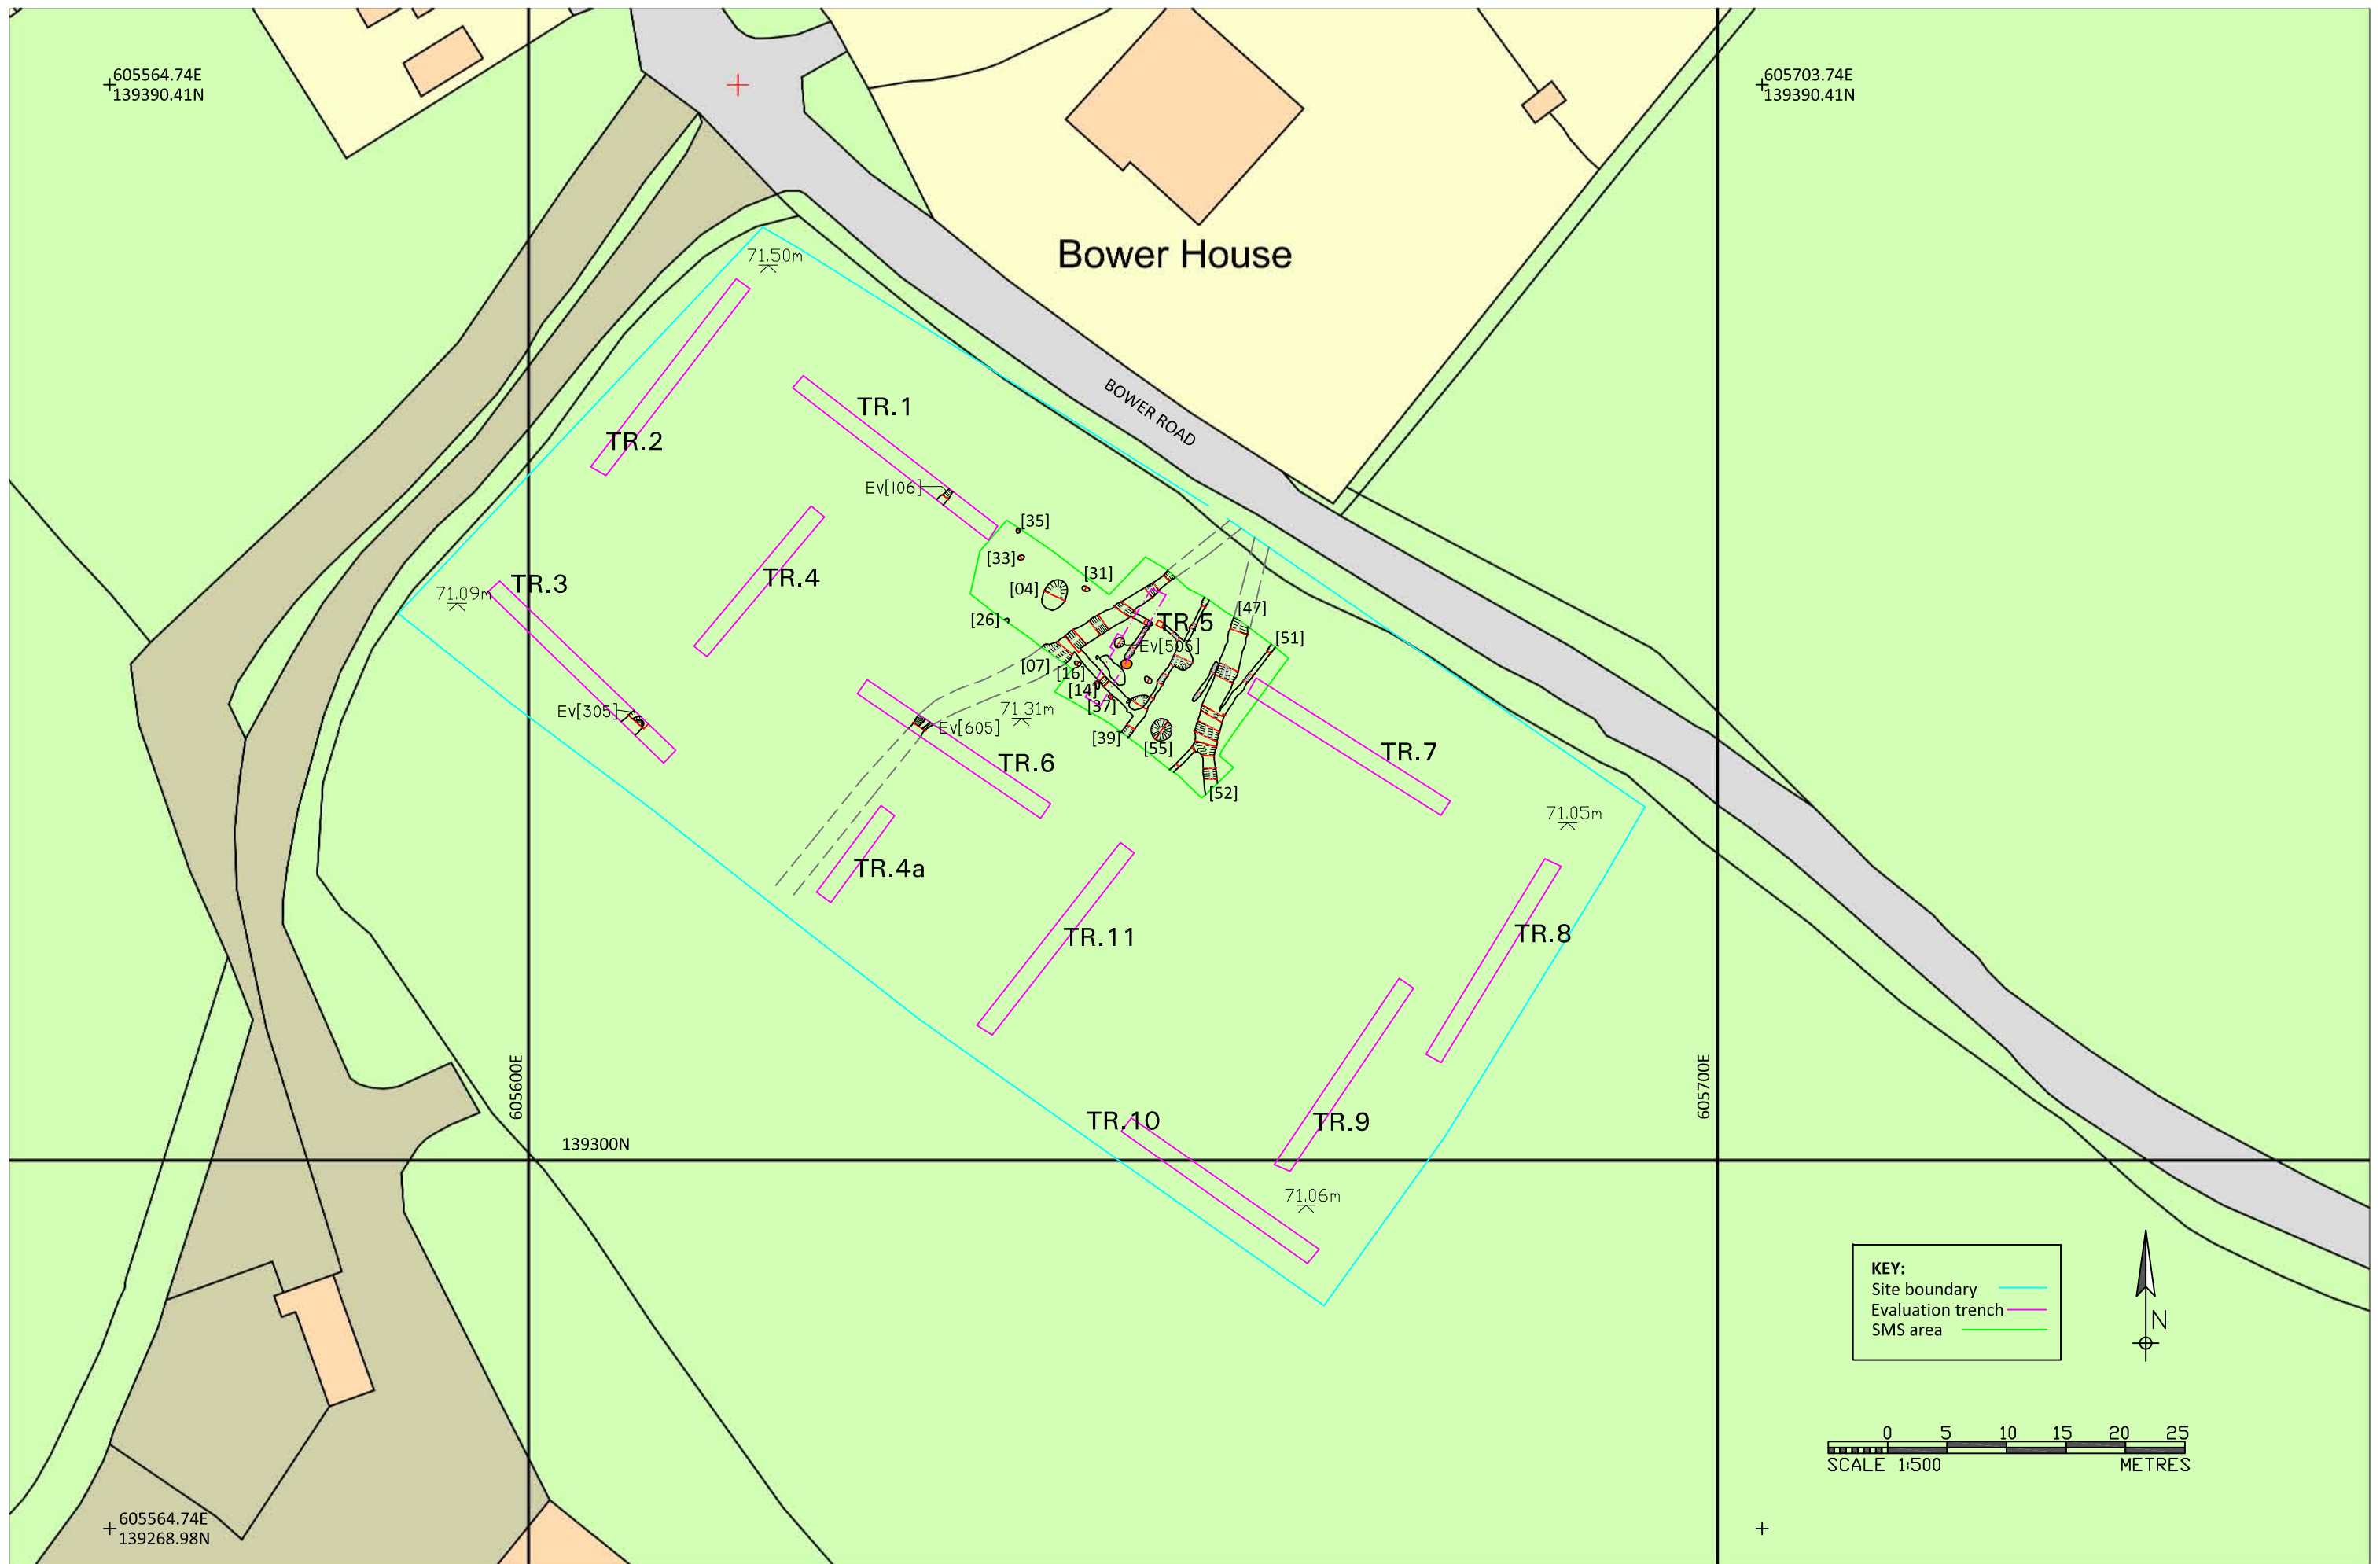 605564.74E
139390.41N
605703.74E
139390.41N
Bower House
71.50m
BOWER ROAD
TR.1
TR.2
Ev[106]
[35]
[33]
[31]
[04]
[26]
TR.3
TR.4
71.09m
TR.5
[47]
[51]
Ev[505]
[07]
[16]
[14]
[37]
71.31m
Ev[305]
Ev[605]
[39]
[55]
TR.6
TR.7
[52]
71.05m
TR.4a
TR.11
TR.8
605600E
605700E
TR.10
TR.9
139300N
71.06m
KEY:
Site boundary
Evaluation trench
SMS area
N
0 5 10 15 20 25
SCALE 1:500 METRES
605564.74E
139268.98N